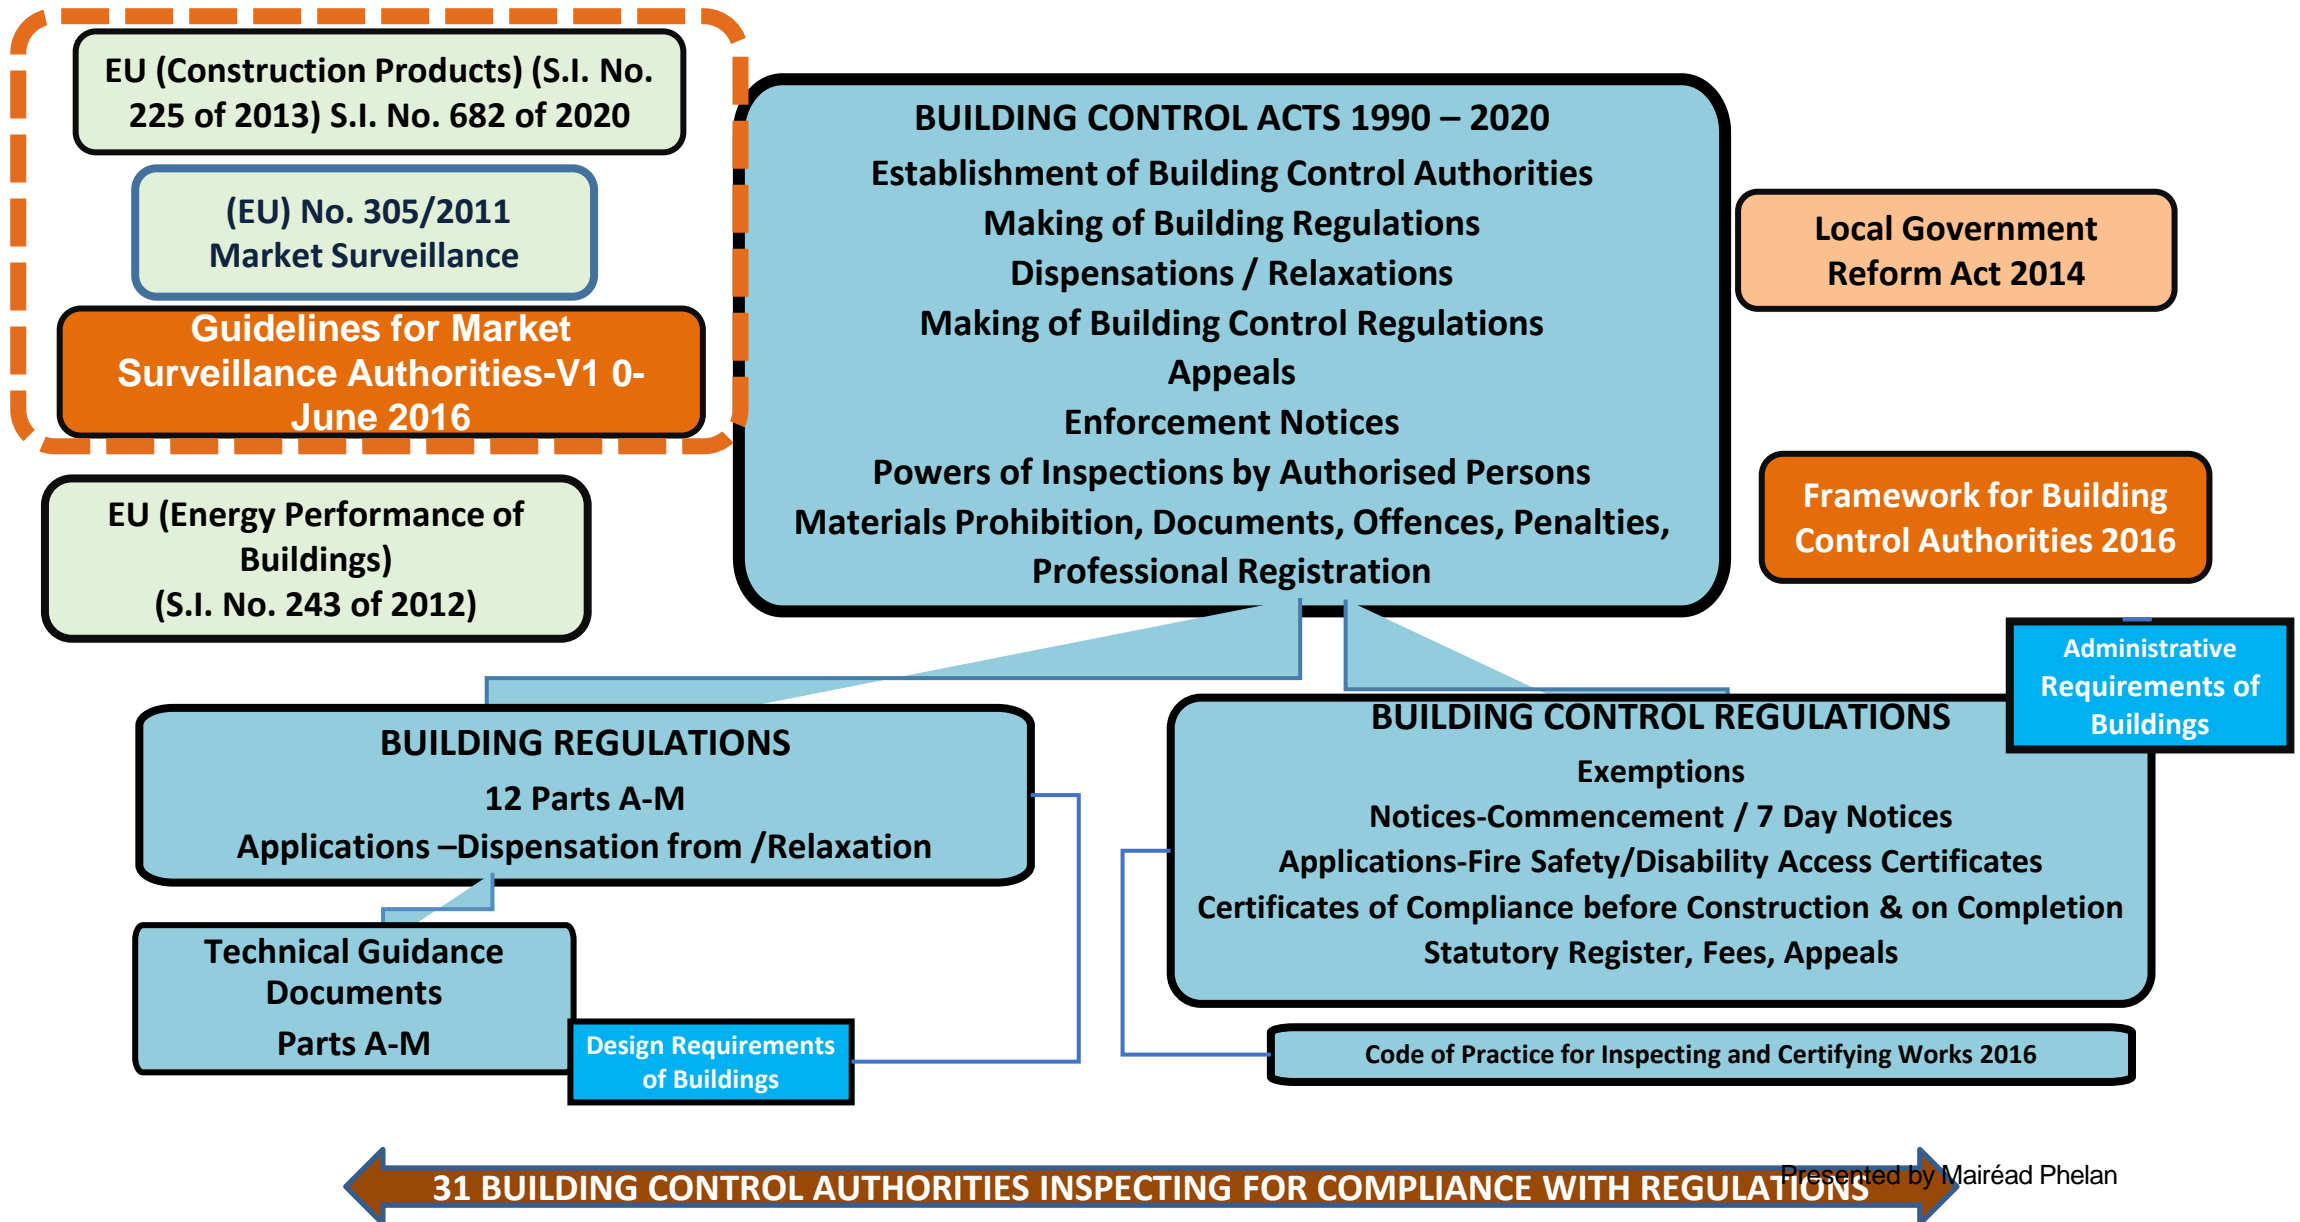 EU (Construction Products) (S.I. No.
225 of 2013) S.I. No. 682 of 2020
(EU) No. 305/2011
Market Surveillance
Guidelines for Market
Surveillance Authorities-V1 0-
June 2016
EU (Energy Performance of
Buildings)
(S.I. No. 243 of 2012)
BUILDING CONTROL ACTS 1990 – 2020
Establishment of Building Control Authorities
Making of Building Regulations
Dispensations / Relaxations
Making of Building Control Regulations
Appeals
Enforcement Notices
Powers of Inspections by Authorised Persons
Materials Prohibition, Documents, Offences, Penalties,
Professional Registration
Local Government
Reform Act 2014
Framework for Building
Control Authorities 2016
Administrative
Requirements of
Buildings
BUILDING REGULATIONS
12 Parts A-M
Applications –Dispensation from /Relaxation
Technical Guidance
Documents
Parts A-M
Design Requirements
of Buildings
BUILDING CONTROL REGULATIONS
Exemptions
Notices-Commencement / 7 Day Notices
Applications-Fire Safety/Disability Access Certificates
Certificates of Compliance before Construction & on Completion
Statutory Register, Fees, Appeals
Code of Practice for Inspecting and Certifying Works 2016
31 BUILDING CONTROL AUTHORITIES INSPECTING FOR COMPLIANCE WITH REGULATIONS
Presented by Mairéad Phelan